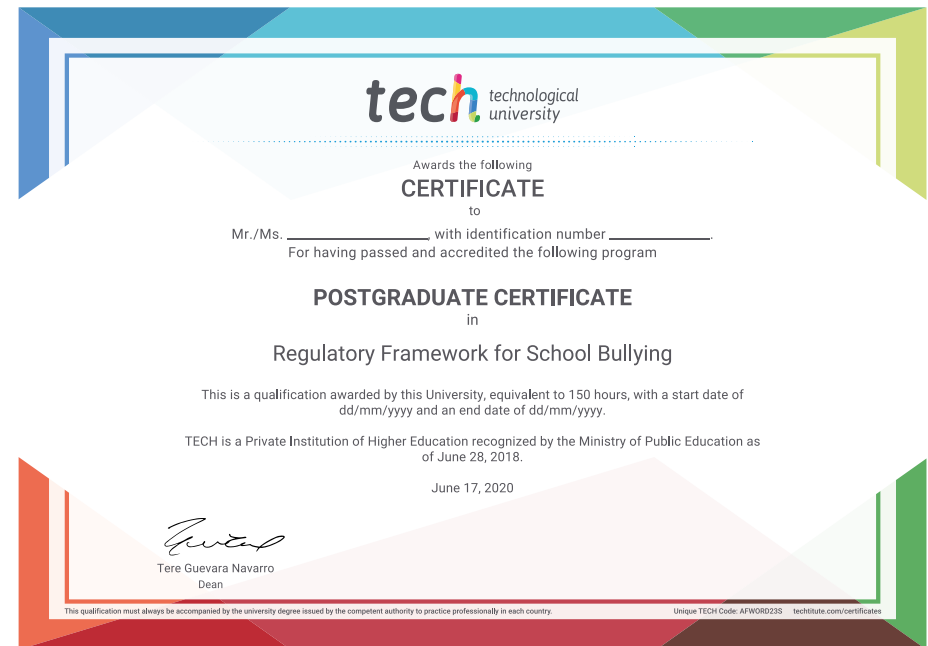 tech technological
university
Awards the following
CERTIFICATE
to
Mr./Ms. ____________________, with identification number ______________.
For having passed and accredited the following program
POSTGRADUATE CERTIFICATE
in
Regulatory Framework for School Bullying
This is a qualification awarded by this University, equivalent to 150 hours, with a start date of
dd/mm/yyyy and an end date of dd/mm/yyyy.
TECH is a Private Institution of Higher Education recognized by the Ministry of Public Education as
of June 28, 2018.
June 17, 2020
Tere Guevara Navarro
Dean
This qualification must always be accompanied by the university degree issued by the competent authority to practice professionally in each country.
Unique TECH Code: AFWORD23S techtitute.com/certificates